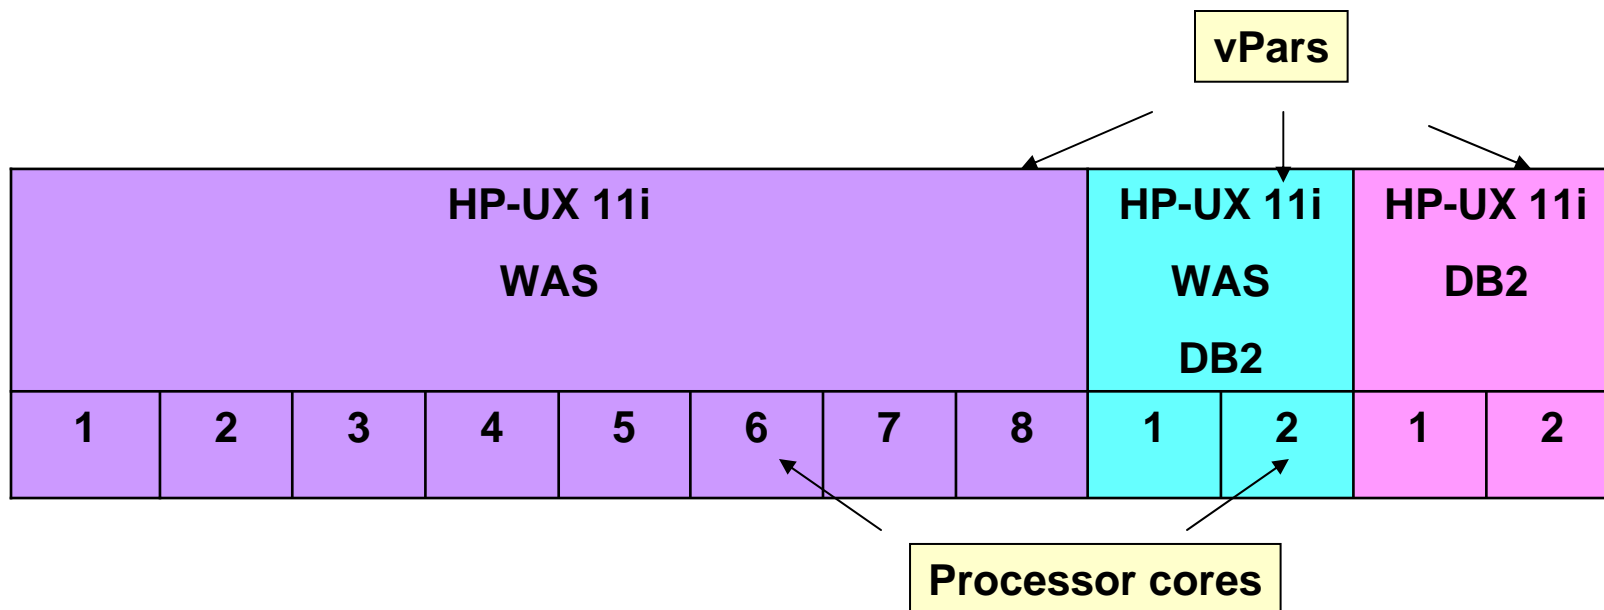 vPars
HP-UX 11i
WAS
HP-UX 11i
WAS
DB2
HP-UX 11i
DB2
1 2 3 4 5 6 7 8 1 2 1 2
Processor cores